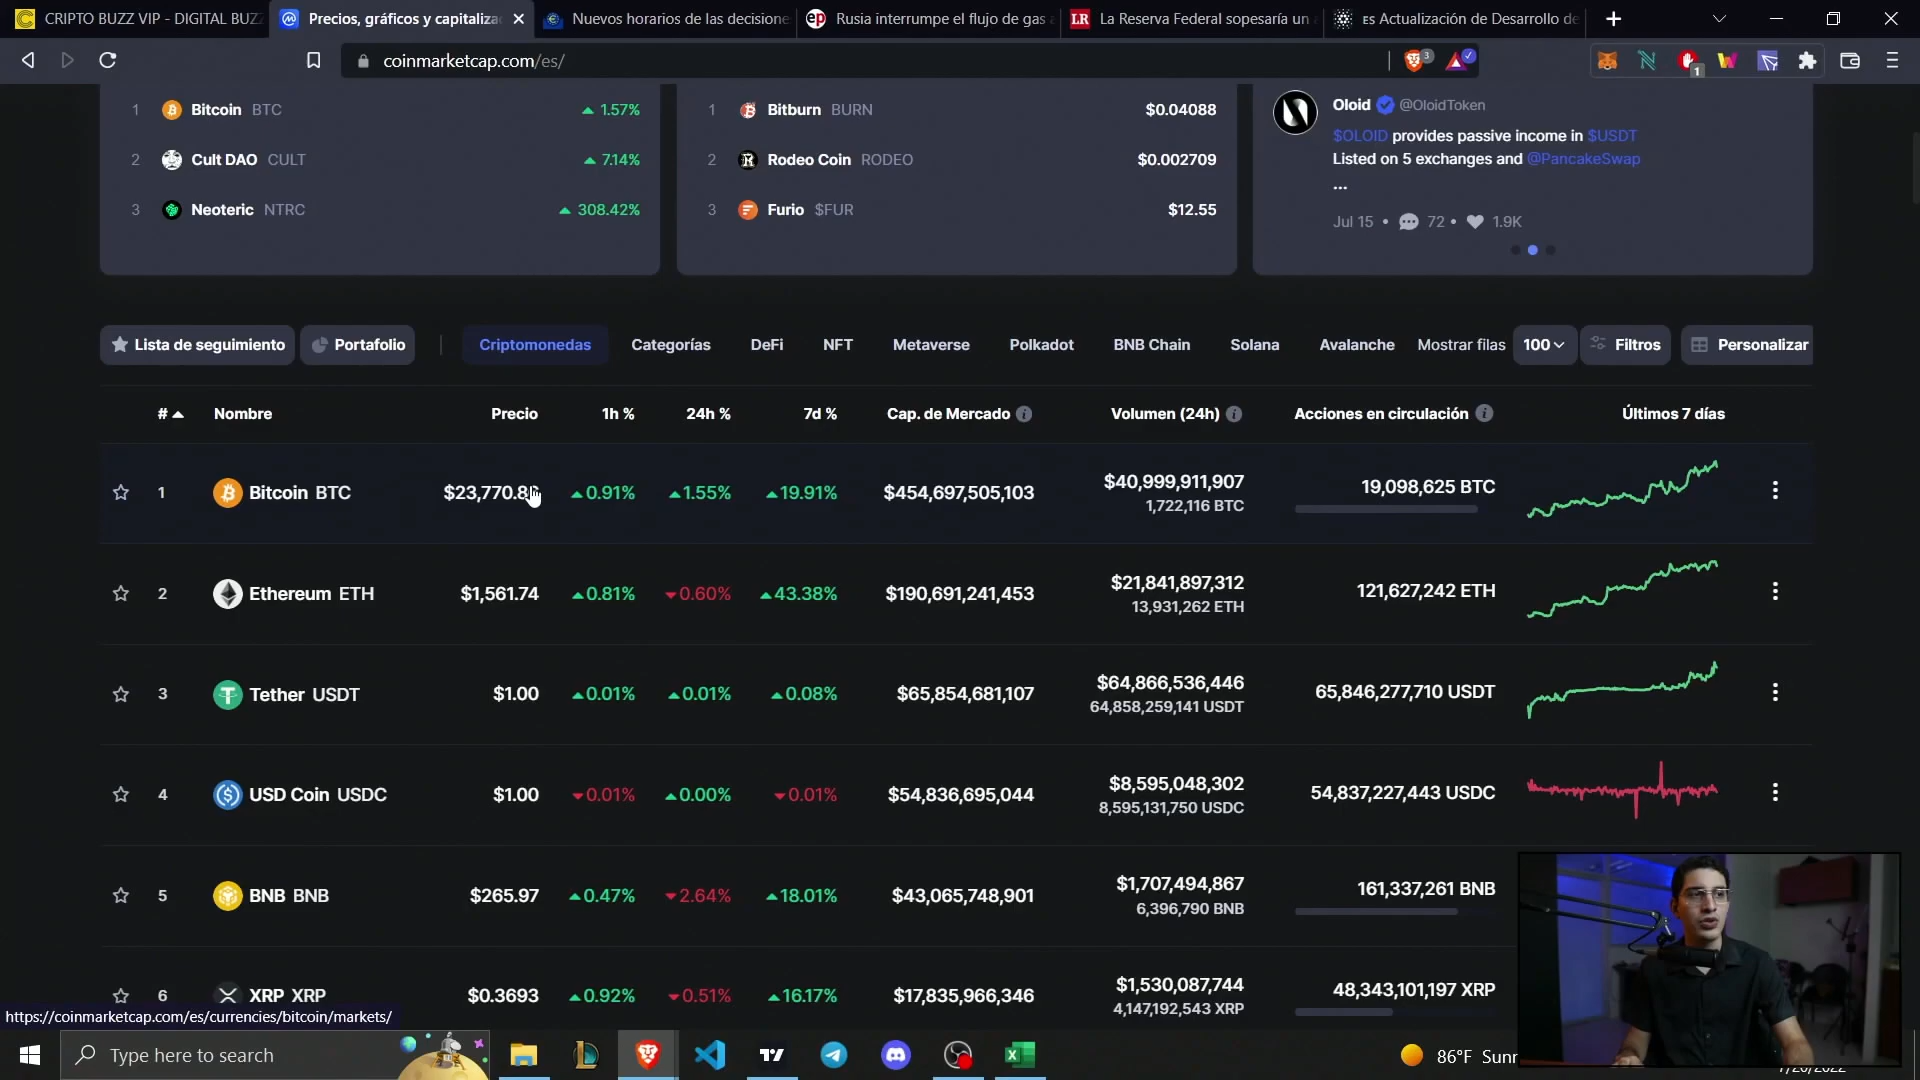 CRIPTO BUZZ VIP - DIGITAL BUZZ
Precios, gráficos y capitaliza
Nuevos horarios de las decisione
Rusia interrumpe el flujo de gas a
La Reserva Federal sopesaría un a
ES Actualización de Desarrollo de
coinmarketcap.com/es/
3
1
1 Bitcoin BTC 1.57%
2 Cult DAO CULT 7.14%
3 Neoteric NTRC 308.42%
1 Bitburn BURN $0.04088
2 Rodeo Coin RODEO $0.002709
3 Furio $FUR $12.55
Oloid @OloidToken
$OLOID provides passive income in $USDT
Listed on 5 exchanges and @PancakeSwap
...
Jul 15 • 72 • 1.9K
Lista de seguimiento Portafolio Criptomonedas Categorías DeFi NFT Metaverse Polkadot BNB Chain Solana Avalanche Mostrar filas 100 Filtros Personalizar
# Nombre Precio 1h % 24h % 7d % Cap. de Mercado Volumen (24h) Acciones en circulación Últimos 7 días
1 Bitcoin BTC $23,770.8 0.91% 1.55% 19.91% $454,697,505,103 $40,999,911,907 19,098,625 BTC
1,722,116 BTC
2 Ethereum ETH $1,561.74 0.81% 0.60% 43.38% $190,691,241,453 $21,841,897,312 121,627,242 ETH
13,931,262 ETH
3 Tether USDT $1.00 0.01% 0.01% 0.08% $65,854,681,107 $64,866,536,446 65,846,277,710 USDT
64,858,259,141 USDT
4 USD Coin USDC $1.00 0.01% 0.00% 0.01% $54,836,695,044 $8,595,048,302 54,837,227,443 USDC
8,595,131,750 USDC
5 BNB BNB $265.97 0.47% 2.64% 18.01% $43,065,748,901 $1,707,494,867 161,337,261 BNB
6,396,790 BNB
6 XRP XRP $0.3693 0.92% 0.51% 16.17% $17,835,966,346 $1,530,087,744 48,343,101,197 XRP
4,147,192,543 XRP
https://coinmarketcap.com/es/currencies/bitcoin/markets/
Type here to search
86°F Sunn
7/20/2022